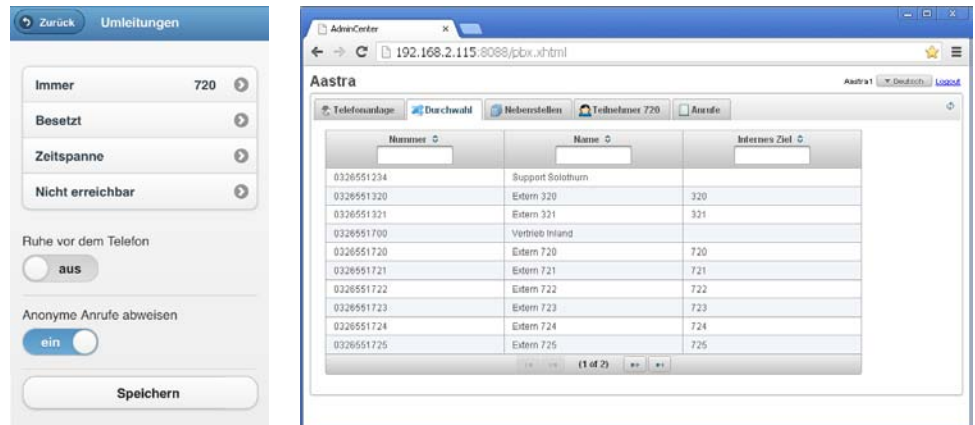 Zurück Umleitungen
Immer 720
Besetzt
Zeitspanne
Nicht erreichbar
Ruhe vor dem Telefon
aus
Anonyme Anrufe abweisen
ein
Speichern
AdminCenter
192.168.2.115:8088/pbx.xhtml
Aastra
Aastra1 Deutsch Logout
Telefonanlage Durchwahl Nebenstellen Teilnehmer 720 Anrufe
Nummer Name Internes Ziel
0326551234 Support Solothurn
0326551320 Extern 320 320
0326551321 Extern 321 321
0326551700 Vertrieb Inland
0326551720 Extern 720 720
0326551721 Extern 721 721
0326551722 Extern 722 722
0326551723 Extern 723 723
0326551724 Extern 724 724
0326551725 Extern 725 725
(1 of 2)